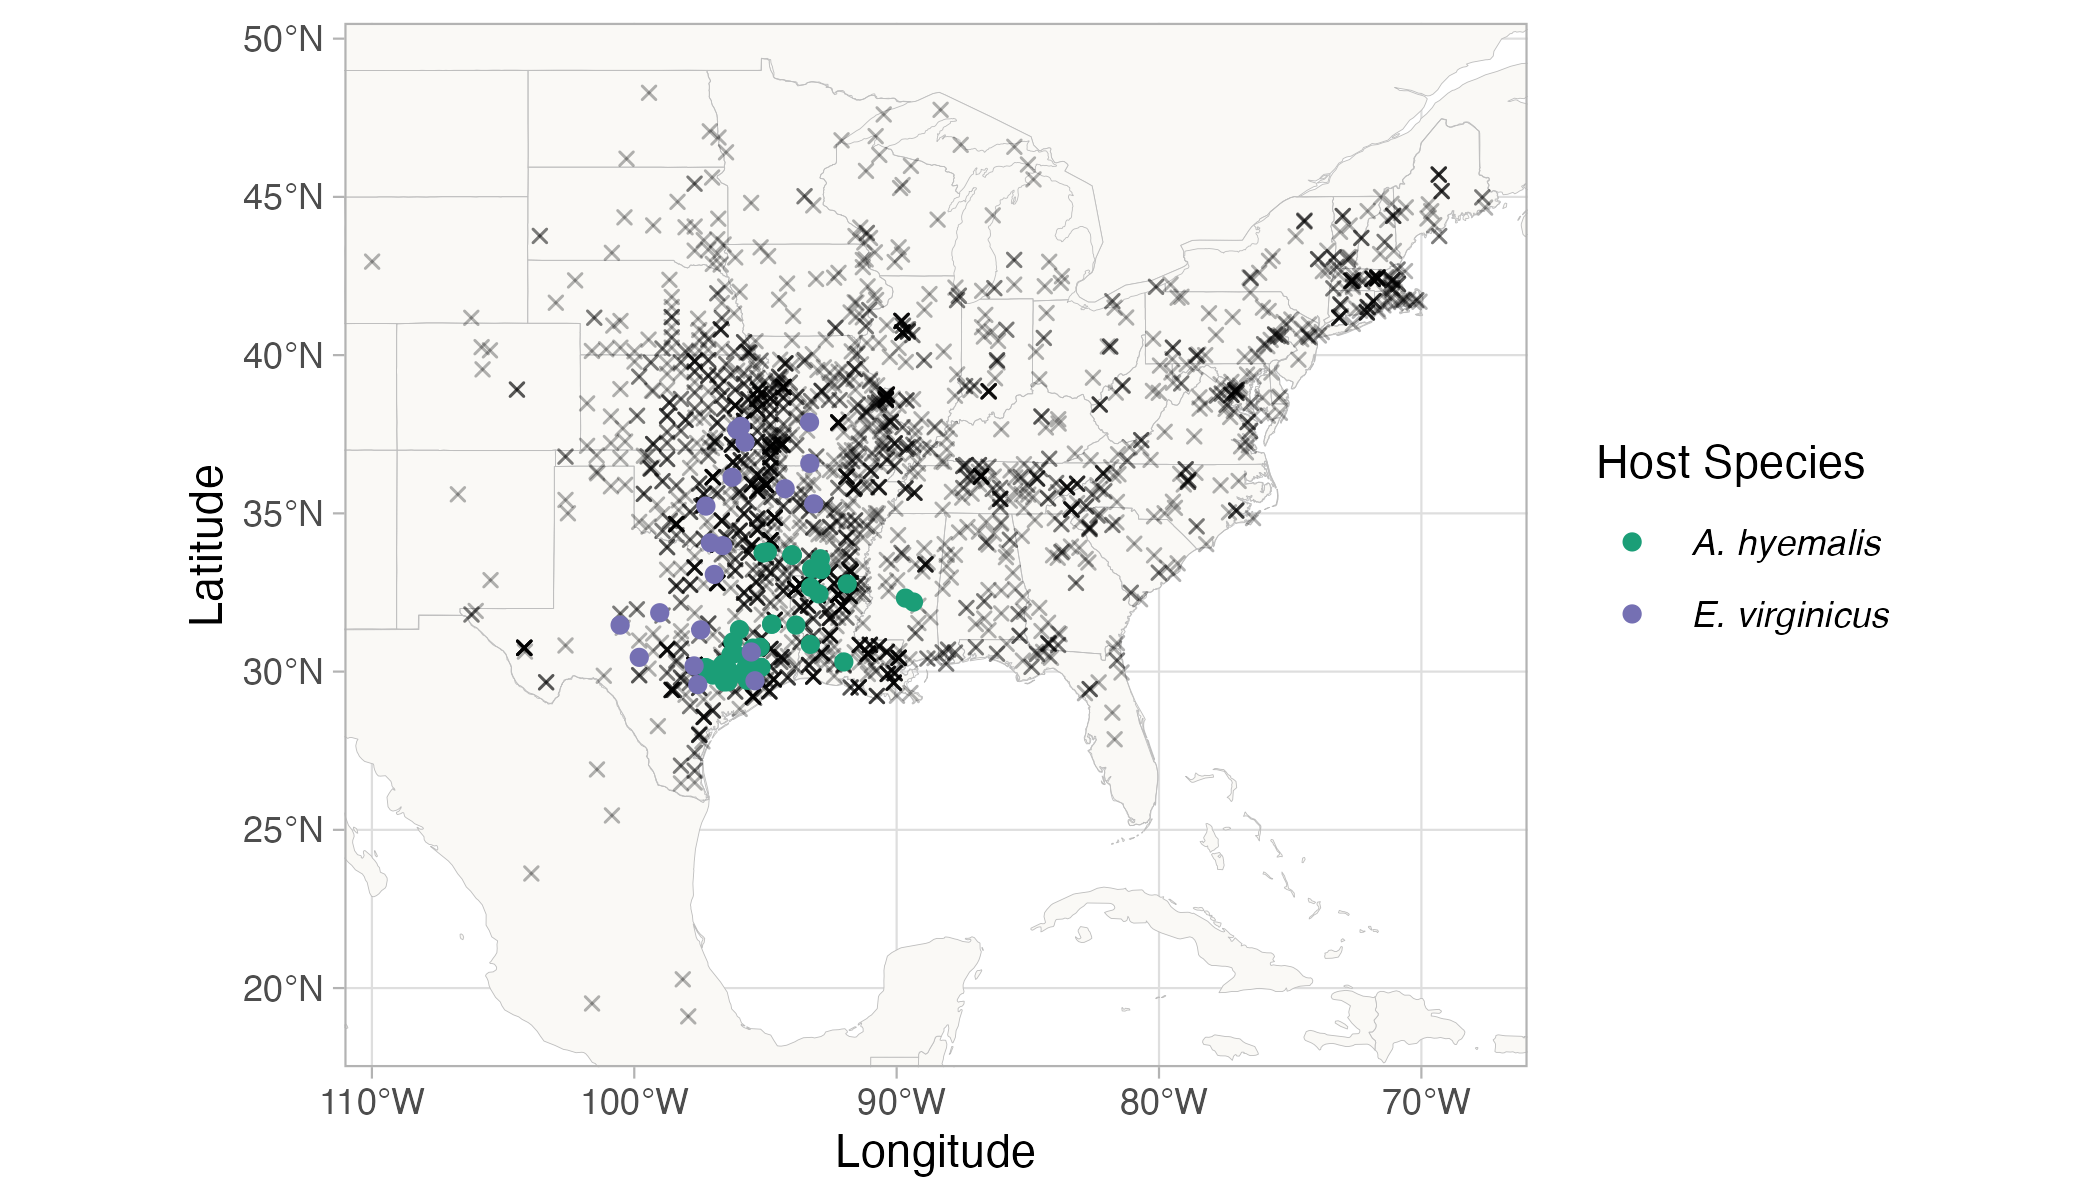 50°N
45°N
40°N
35°N
30°N
25°N
20°N
Latitude
110°W
100°W
90°W
80°W
70°W
Longitude
Host Species
A. hyemalis
E. virginicus